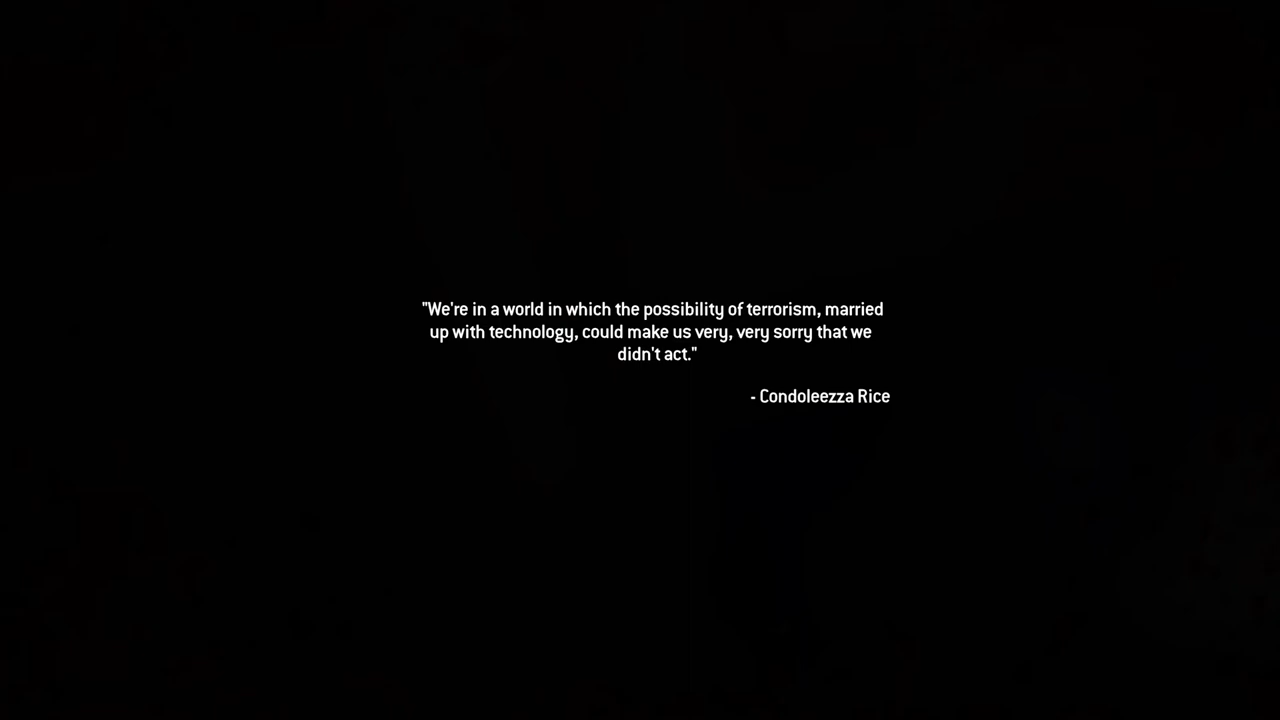 "We're in a world in which the possibility of terrorism, married
up with technology, could make us very, very sorry that we
didn't act."
- Condoleezza Rice